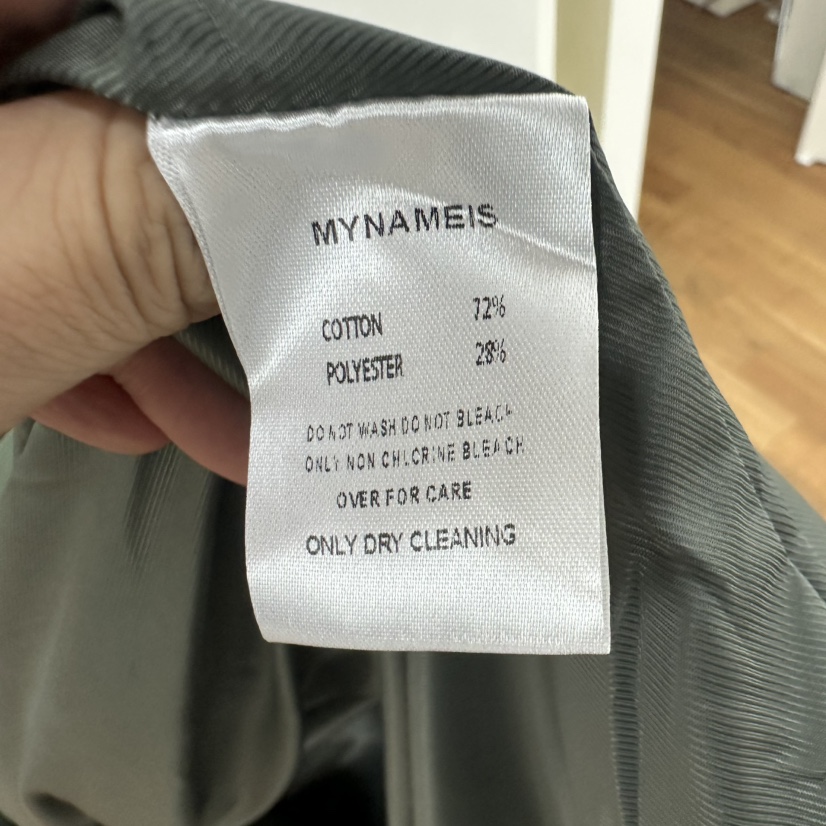 MYNAMEIS
COTTON 72%
POLYESTER 28%
DO NOT WASH DO NOT BLEACH
ONLY NON CHLORINE BLEACH
OVER FOR CARE
ONLY DRY CLEANING